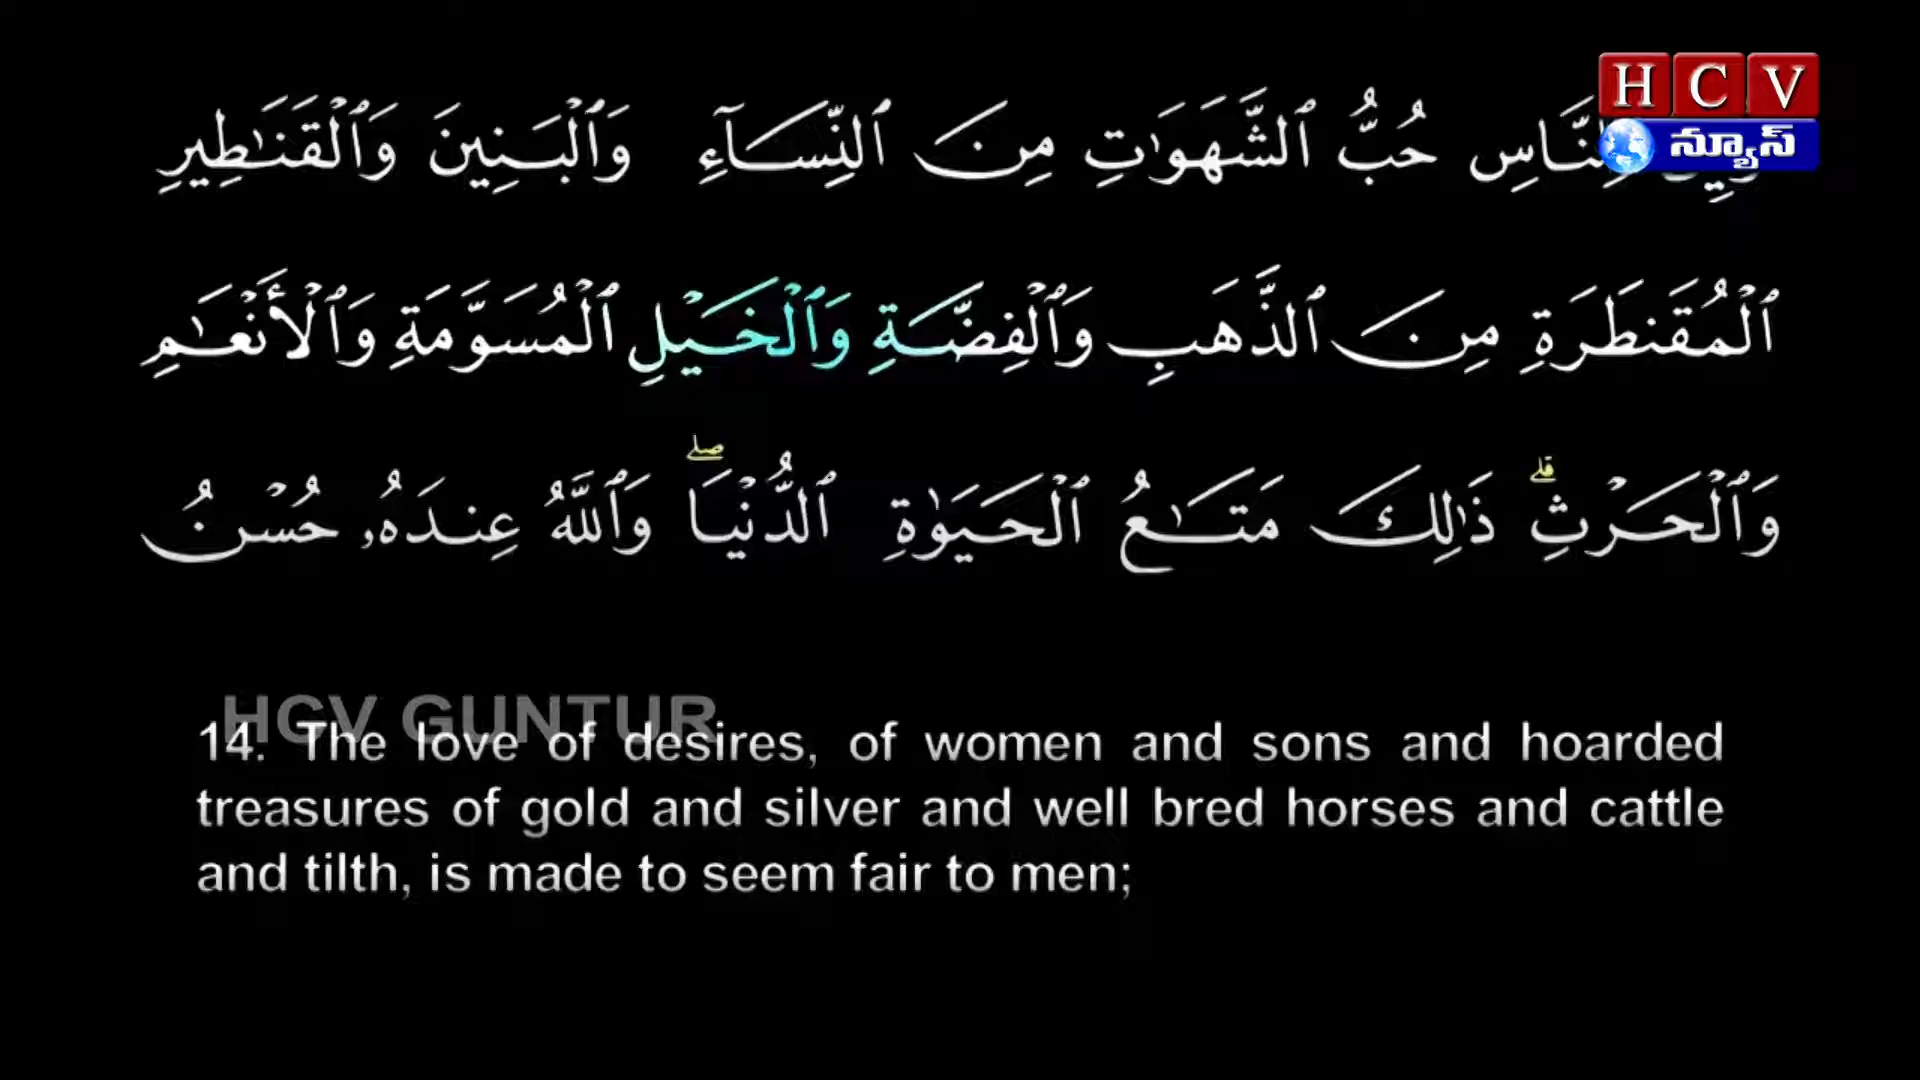 H C V
న్యూస్
لِلنَّاسِ حُبُّ ٱلشَّهَوَٰتِ مِنَ ٱلنِّسَآءِ وَٱلْبَنِينَ وَٱلْقَنَـٰطِيرِ
ٱلْمُقَنطَرَةِ مِنَ ٱلذَّهَبِ وَٱلْفِضَّةِ وَٱلْخَيْلِ ٱلْمُسَوَّمَةِ وَٱلْأَنْعَـٰمِ
وَٱلْحَرْثِ ۗ ذَٰلِكَ مَتَـٰعُ ٱلْحَيَوٰةِ ٱلدُّنْيَا ۖ وَٱللَّهُ عِندَهُۥ حُسْنُ
HCV GUNTUR
14. The love of desires, of women and sons and hoarded
treasures of gold and silver and well bred horses and cattle
and tilth, is made to seem fair to men;